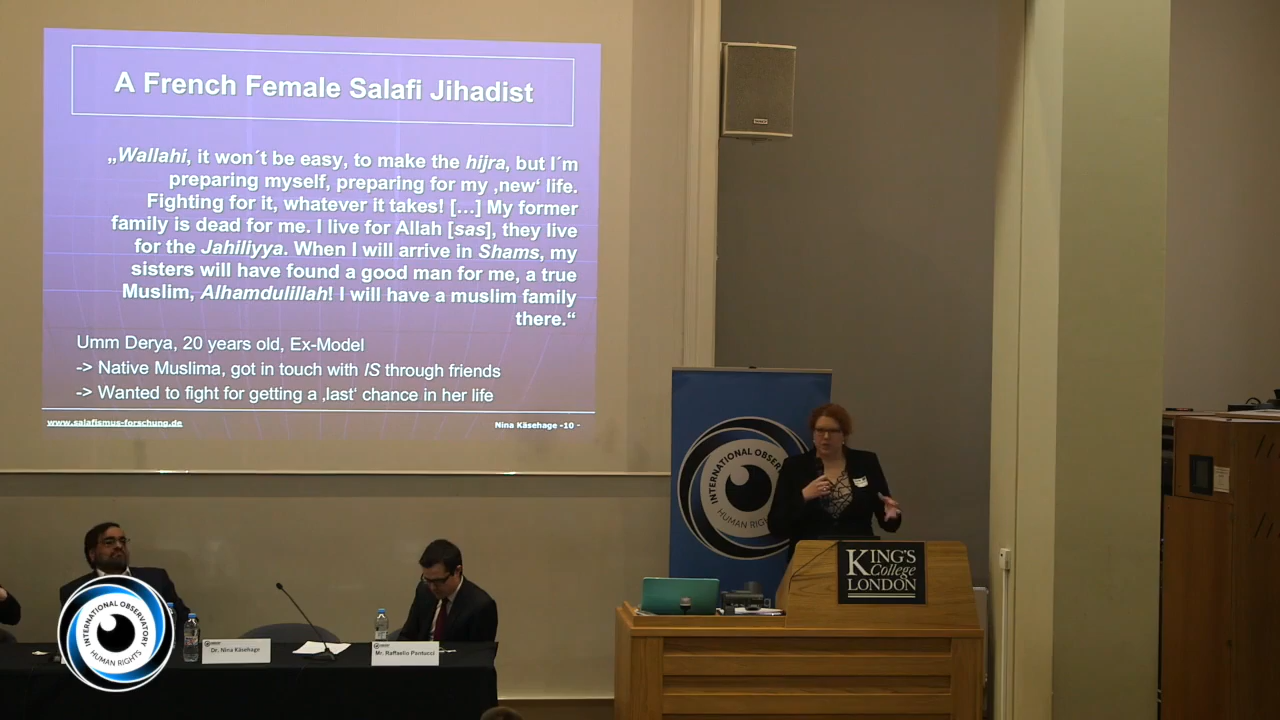 A French Female Salafi Jihadist
„Wallahi, it won´t be easy, to make the hijra, but I´m
preparing myself, preparing for my ‚new‘ life.
Fighting for it, whatever it takes! [...] My former
family is dead for me. I live for Allah [sas], they live
for the Jahiliyya. When I will arrive in Shams, my
sisters will have found a good man for me, a true
Muslim, Alhamdulillah! I will have a muslim family
there.“
Umm Derya, 20 years old, Ex-Model
-> Native Muslima, got in touch with IS through friends
-> Wanted to fight for getting a ‚last‘ chance in her life
www.salafismus-forschung.de
Nina Käsehage -10 -
INTERNATIONAL OBSERV
HUMAN RIG
KING'S
College
LONDON
Dr. Nina Käsehage
Mr. Raffaello Pantucci
INTERNATIONAL OBSERVATORY
HUMAN RIGHTS